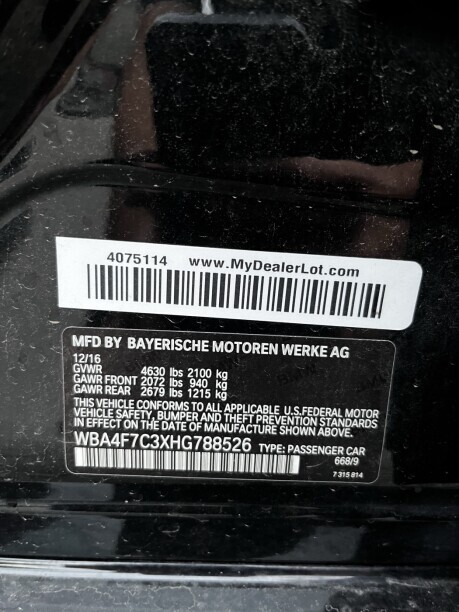 4075114 www.MyDealerLot.com
MFD BY BAYERISCHE MOTOREN WERKE AG
12/16
GVWR 4630 lbs 2100 kg
GAWR FRONT 2072 lbs 940 kg
GAWR REAR 2679 lbs 1215 kg
THIS VEHICLE CONFORMS TO ALL APPLICABLE U.S.FEDERAL MOTOR
VEHICLE SAFETY, BUMPER, AND THEFT PREVENTION STANDARDS
IN EFFECT ON THE DATE OF MANUFACTURE SHOWN ABOVE.
WBA4F7C3XHG788526 TYPE: PASSENGER CAR
668/9
7 315 814